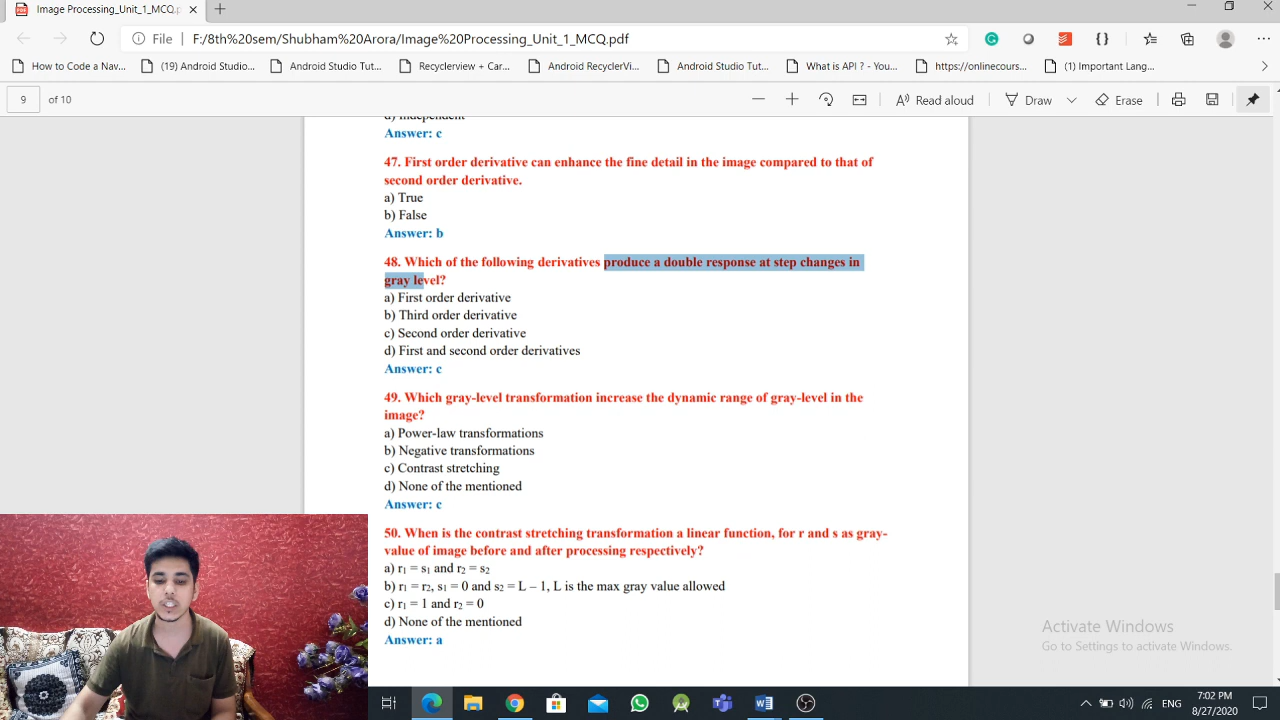 Image Processing_Unit_1_MCQ.p
File
F:/8th%20sem/Shubham%20Arora/Image%20Processing_Unit_1_MCQ.pdf
How to Code a Nav...
(19) Android Studio...
Android Studio Tut...
Recyclerview + Car...
Android RecyclerVi...
Android Studio Tut...
What is API ? - You...
https://onlinecours...
(1) Important Lang...
9 of 10
Read aloud
Draw
Erase
d) Independent
Answer: c
47. First order derivative can enhance the fine detail in the image compared to that of
second order derivative.
a) True
b) False
Answer: b
48. Which of the following derivatives produce a double response at step changes in
gray level?
a) First order derivative
b) Third order derivative
c) Second order derivative
d) First and second order derivatives
Answer: c
49. Which gray-level transformation increase the dynamic range of gray-level in the
image?
a) Power-law transformations
b) Negative transformations
c) Contrast stretching
d) None of the mentioned
Answer: c
50. When is the contrast stretching transformation a linear function, for r and s as gray-
value of image before and after processing respectively?
a) r1 = s1 and r2 = s2
b) r1 = r2, s1 = 0 and s2 = L – 1, L is the max gray value allowed
c) r1 = 1 and r2 = 0
d) None of the mentioned
Answer: a
Activate Windows
Go to Settings to activate Windows.
7:02 PM
8/27/2020